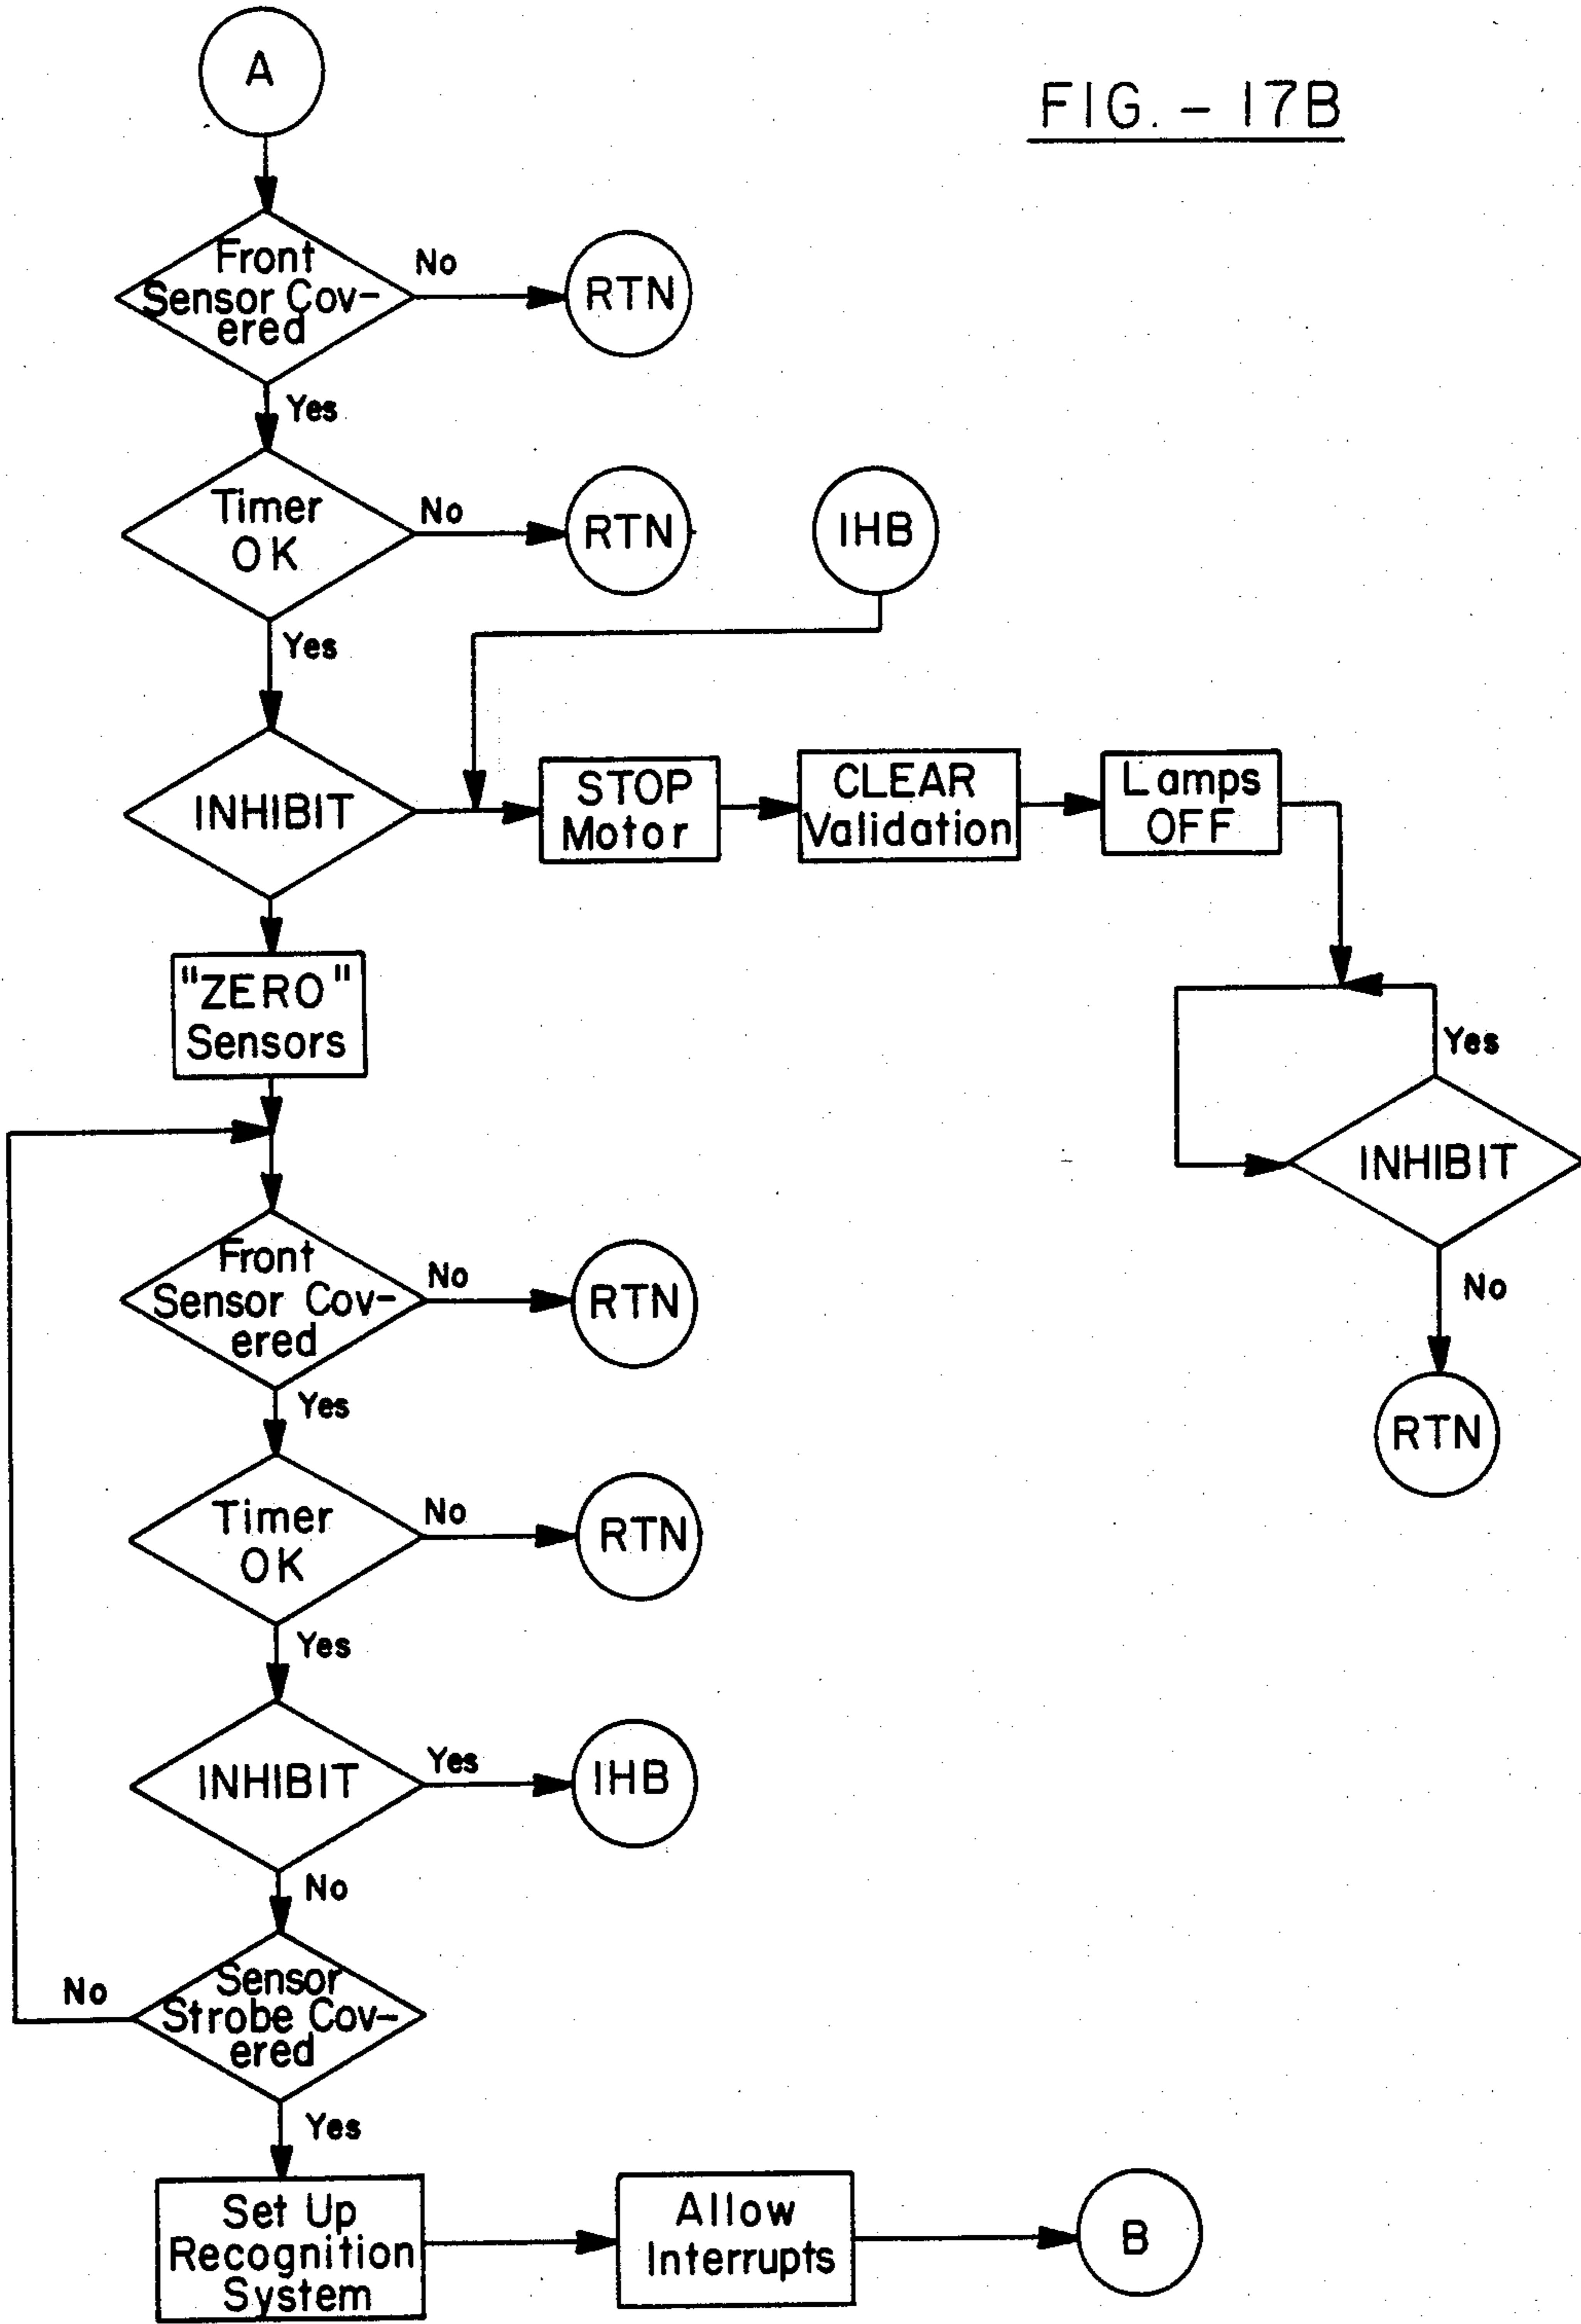 A
FIG. - 17B
Front
Sensor Cov-
ered
No
RTN
Yes
Timer
OK
No
RTN
IHB
Yes
INHIBIT
STOP
Motor
CLEAR
Validation
Lamps
OFF
"ZERO"
Sensors
Yes
INHIBIT
No
RTN
Front
Sensor Cov-
ered
No
RTN
Yes
Timer
OK
No
RTN
Yes
INHIBIT
Yes
IHB
No
Sensor
Strobe Cov-
ered
No
Yes
Set Up
Recognition
System
Allow
Interrupts
B